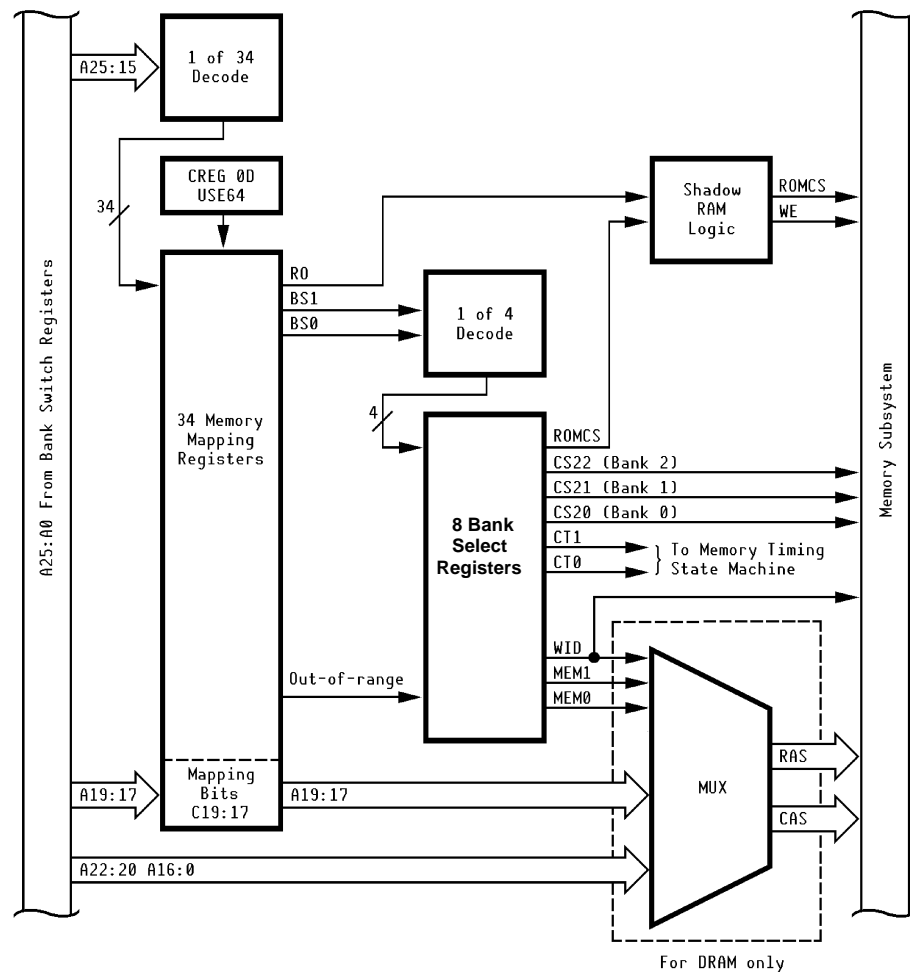 A25:A0 From Bank Switch Registers
A25:15
1 of 34
Decode
34
CREG 0D
USE64
34 Memory
Mapping
Registers
RO
BS1
BS0
1 of 4
Decode
4
Shadow
RAM
Logic
ROMCS
WE
8 Bank
Select
Registers
ROMCS
CS22 (Bank 2)
CS21 (Bank 1)
CS20 (Bank 0)
CT1
CT0
To Memory Timing
State Machine
WID
MEM1
MEM0
Out-of-range
Mapping
Bits
C19:17
A19:17
A19:17
A22:20 A16:0
MUX
RAS
CAS
For DRAM only
Memory Subsystem